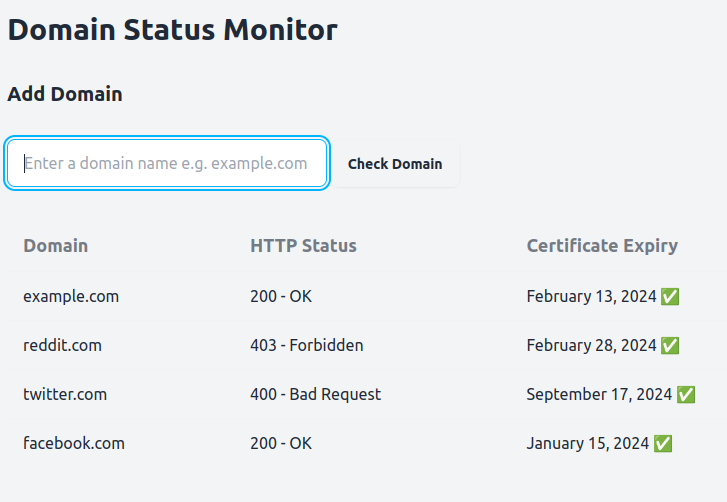 Domain Status Monitor
Add Domain
Enter a domain name e.g. example.com
Check Domain
Domain HTTP Status Certificate Expiry
example.com 200 - OK February 13, 2024 ✅
reddit.com 403 - Forbidden February 28, 2024 ✅
twitter.com 400 - Bad Request September 17, 2024 ✅
facebook.com 200 - OK January 15, 2024 ✅